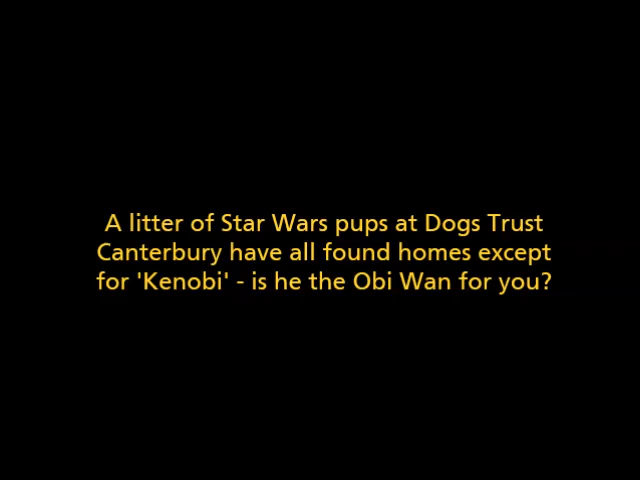 A litter of Star Wars pups at Dogs Trust
Canterbury have all found homes except
for 'Kenobi' - is he the Obi Wan for you?